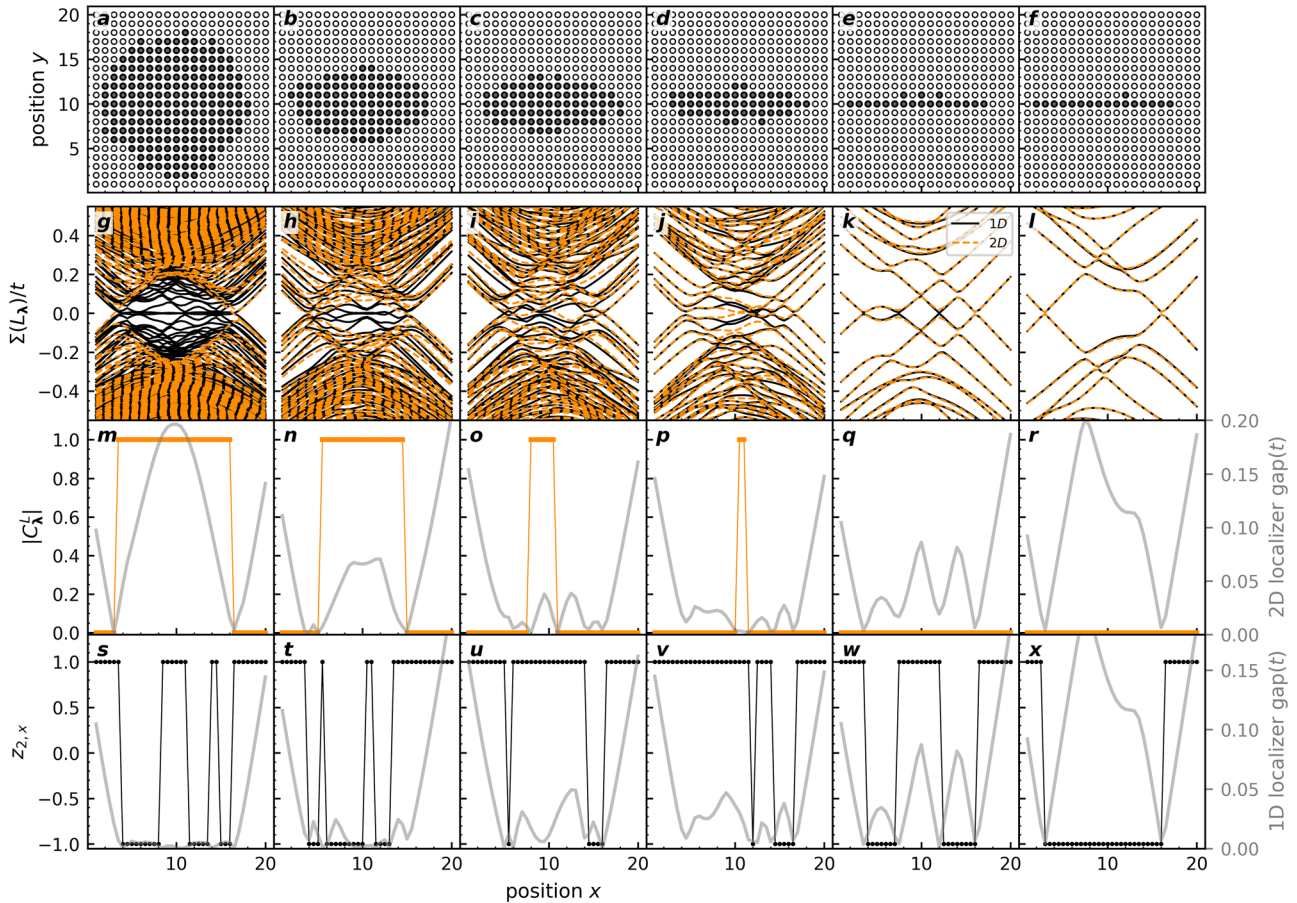 a b c d e f
20
15
10
5
position y
g h i j k l
1D
2D
0.4
0.2
0.0
−0.2
−0.4
Σ(L_λ)/t
m n o p q r
1.0
0.8
0.6
0.4
0.2
0.0
|C^L_λ|
0.20
0.15
0.10
0.05
0.00
2D localizer gap(t)
s t u v w x
1.0
0.5
0.0
−0.5
−1.0
z_{2,x}
0.15
0.10
0.05
0.00
1D localizer gap(t)
10 20 10 20 10 20 10 20 10 20 10 20
position x